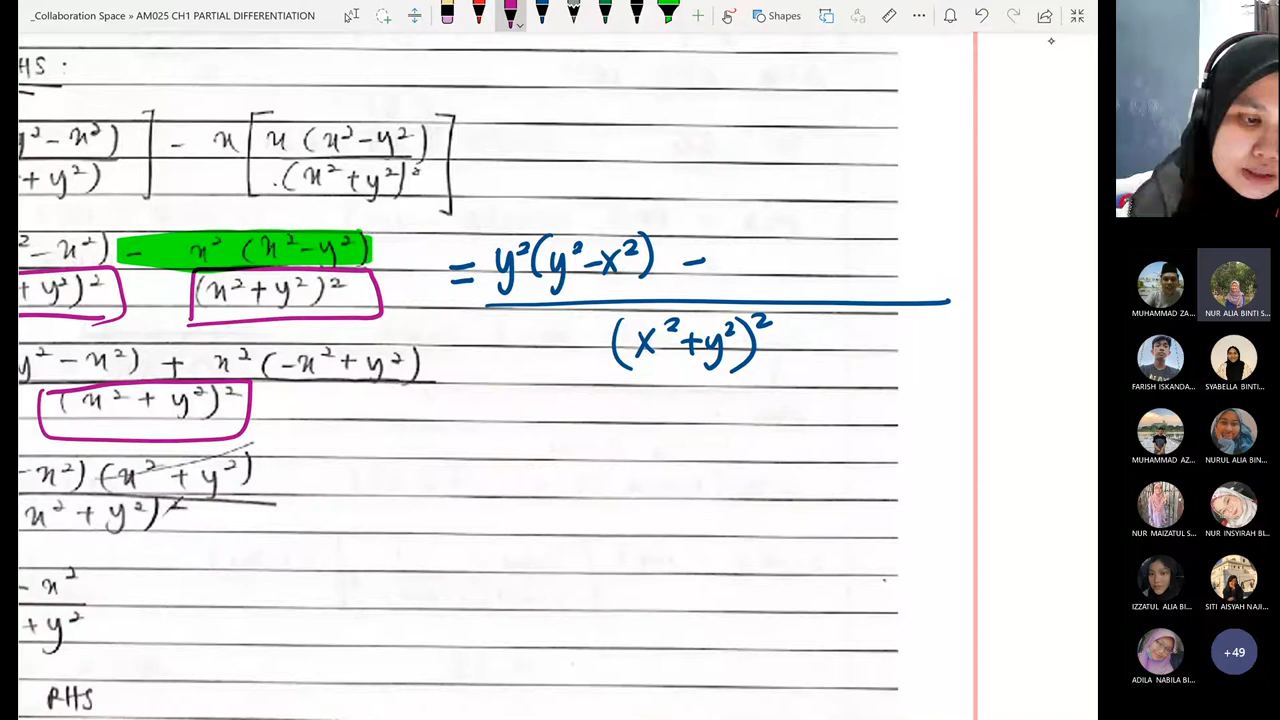 _Collaboration Space » AM025 CH1 PARTIAL DIFFERENTIATION
Shapes
HS :
y² - x²) ] - x [ x (x² - y²)
+ y²) (x² + y²)² ]
² - x²) - x² (x² - y²)
+ y²)² (x² + y²)²
= y²(y² - x²) -
(x² + y²)²
y² - x²) + x² (-x² + y²)
(x² + y²)²
- x²) (x² + y²)
x² + y²)²
- x²
+ y²
RHS
MUHAMMAD ZA...
NUR ALIA BINTI S...
FARISH ISKANDA...
SYABELLA BINTI...
MUHAMMAD AZ...
NURUL ALIA BIN...
NUR MAIZATUL S...
NUR INSYIRAH BI...
IZZATUL ALIA BI...
SITI AISYAH NAJI...
ADILA NABILA BI...
+49